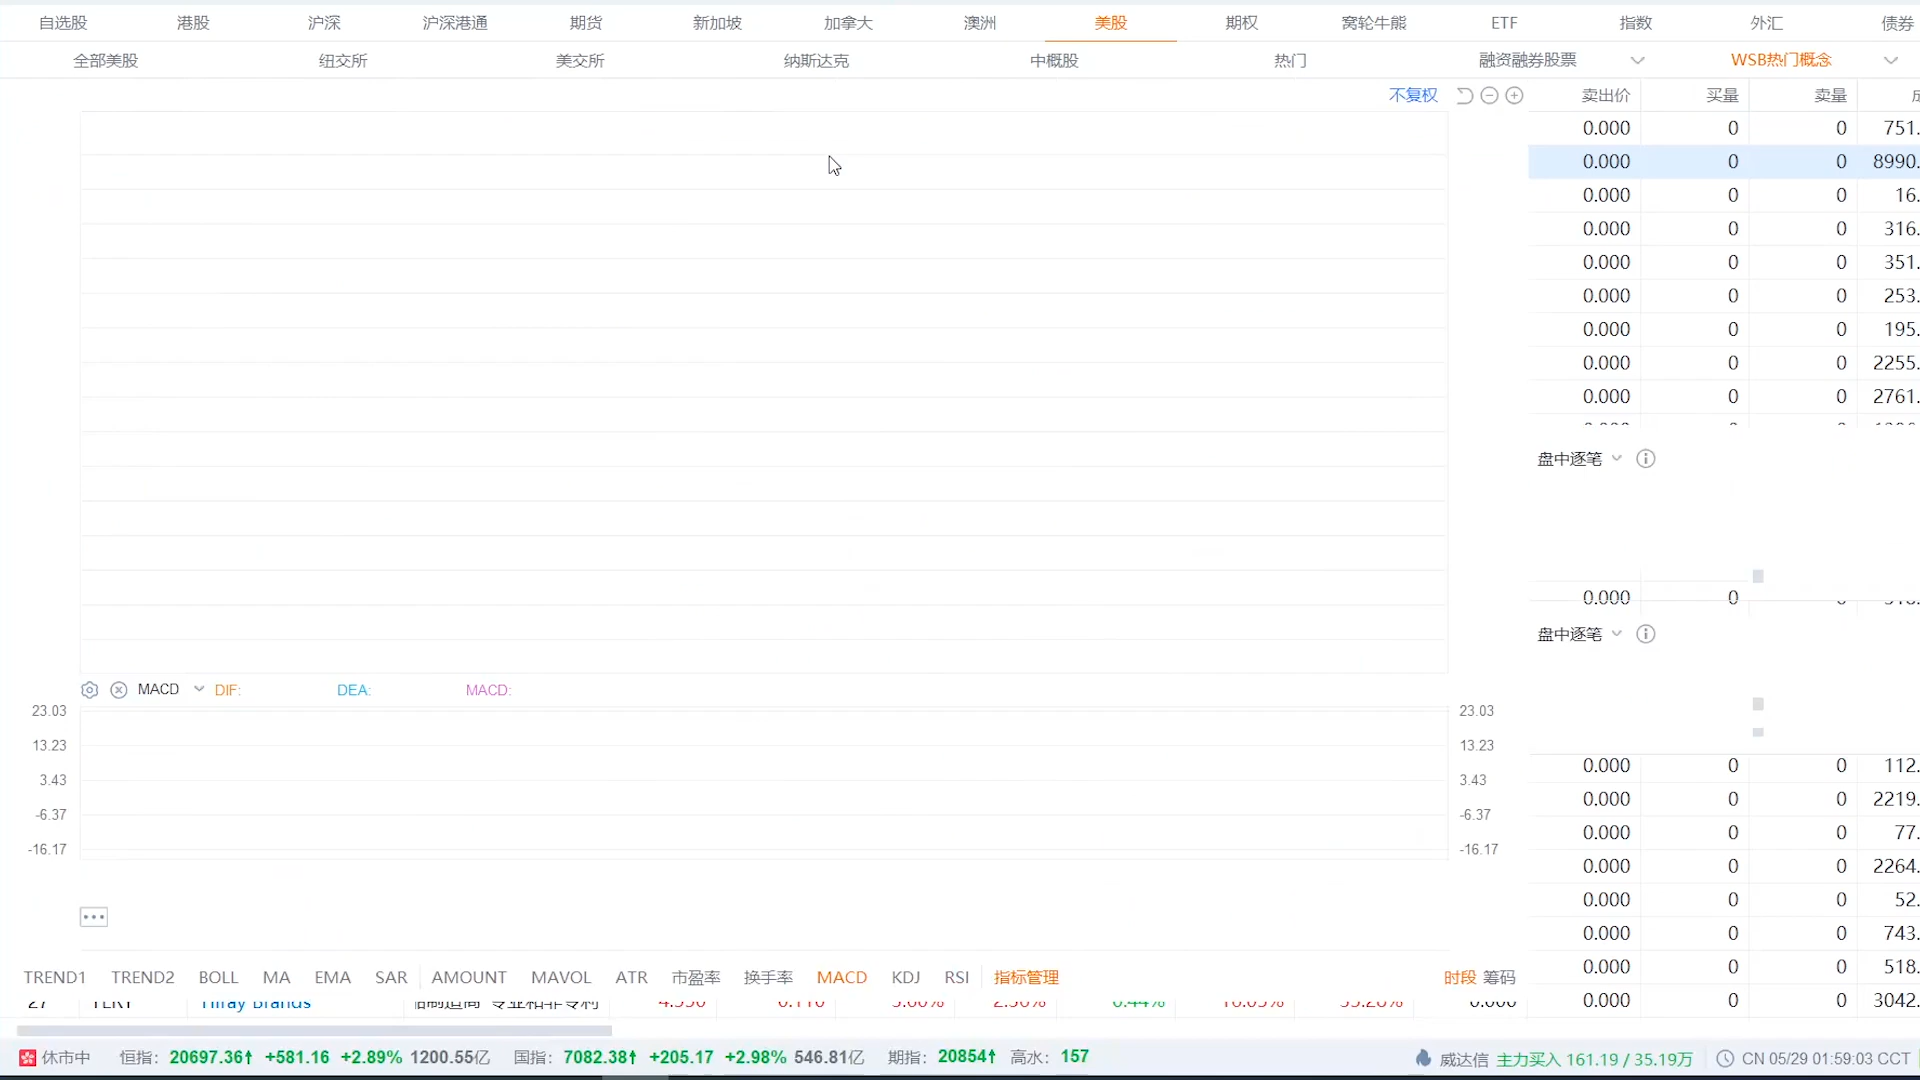 自选股 港股 沪深 沪深港通 期货 新加坡 加拿大 澳洲 美股 期权 窝轮牛熊 ETF 指数 外汇 债券
全部美股 纽交所 美交所 纳斯达克 中概股 热门 融资融券股票 WSB热门概念
不复权 卖出价 买量 卖量
0.000 0 0 751.
0.000 0 0 8990.
0.000 0 0 16.
0.000 0 0 316.
0.000 0 0 351.
0.000 0 0 253.
0.000 0 0 195.
0.000 0 0 2255.
0.000 0 0 2761.
盘中逐笔
0.000 0
盘中逐笔
MACD DIF: DEA: MACD:
23.03 23.03
13.23 13.23
3.43 3.43
-6.37 -6.37
-16.17 -16.17
0.000 0 0 112.
0.000 0 0 2219.
0.000 0 0 77.
0.000 0 0 2264.
0.000 0 0 52.
0.000 0 0 743.
0.000 0 0 518.
0.000 0 0 3042.
TREND1 TREND2 BOLL MA EMA SAR AMOUNT MAVOL ATR 市盈率 换手率 MACD KDJ RSI 指标管理 时段 筹码
27 Tilray Brands 4.550 0.110 0.44% 0.000
休市中 恒指: 20697.36↑ +581.16 +2.89% 1200.55亿 国指: 7082.38↑ +205.17 +2.98% 546.81亿 期指: 20854↑ 高水: 157 威达信 主力买入 161.19 / 35.19万 CN 05/29 01:59:03 CCT